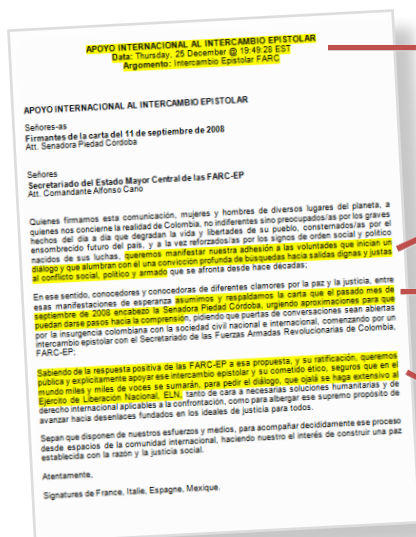 APOYO INTERNACIONAL AL INTERCAMBIO EPISTOLAR
Data: Thursday, 25 December @ 19:49:28 EST
Argomento: Intercambio Epistolar FARC
APOYO INTERNACIONAL AL INTERCAMBIO EPISTOLAR
Señores-as
Firmantes de la carta del 11 de septiembre de 2008
Att. Senadora Piedad Córdoba
Señores
Secretariado del Estado Mayor Central de las FARC-EP
Att. Comandante Alfonso Cano
Quienes firmamos esta comunicación, mujeres y hombres de diversos lugares del planeta, a
quienes nos concierne la realidad de Colombia, no indiferentes sino preocupados/as por los graves
hechos del día a día que degradan la vida y libertades de su pueblo, consternados/as por el
ensombrecido futuro del país, y a la vez reforzados/as por los signos de orden social y político
nacidos de sus luchas, queremos manifestar nuestra adhesión a las voluntades que inician un
diálogo y que alumbran con él una convicción profunda de búsquedas hacia salidas dignas y justas
al conflicto social, político y armado que se afronta desde hace décadas;
En ese sentido, conocedores y conocedoras de diferentes clamores por la paz y la justicia, entre
esas manifestaciones de esperanza asumimos y respaldamos la carta que el pasado mes de
septiembre de 2008 encabezo la Senadora Piedad Córdoba, urgiendo aproximaciones para que
puedan darse pasos hacia la comprensión, pidiendo que puertas de conversaciones sean abiertas
por la insurgencia colombiana con la sociedad civil nacional e internacional, comenzando por un
intercambio epistolar con el Secretariado de las Fuerzas Armadas Revolucionarias de Colombia,
FARC-EP;
Sabiendo de la respuesta positiva de las FARC-EP a esa propuesta, y su ratificación, queremos
pública y explícitamente apoyar ese intercambio epistolar y su cometido ético, seguros que en el
mundo miles y miles de voces se sumarán, para pedir el diálogo, que ojalá se haga extensivo al
Ejército de Liberación Nacional, ELN, tanto de cara a necesarias soluciones humanitarias y de
derecho internacional aplicables a la confrontación, como para albergar ese supremo propósito de
avanzar hacia desenlaces fundados en los ideales de justicia para todos.
Sepan que disponen de nuestros esfuerzos y medios, para acompañar decididamente ese proceso
desde espacios de la comunidad internacional, haciendo nuestro el interés de construir una paz
establecida con la razón y la justicia social.
Atentamente,
Signatures de France, Italie, Espagne, Mexique.